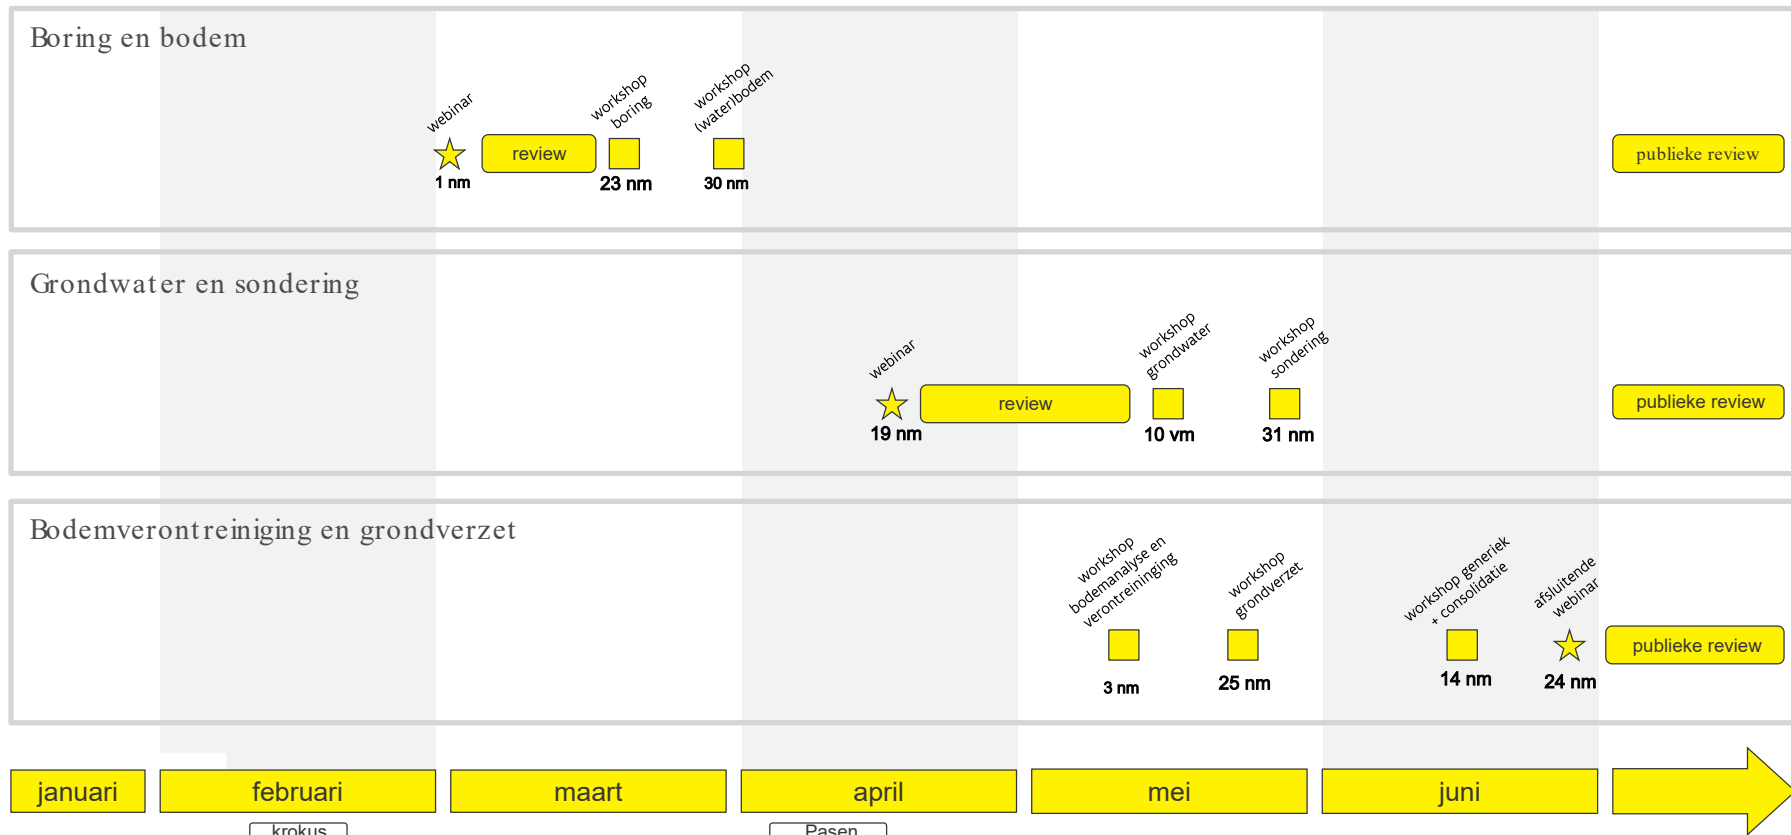 Boring en bodem
webinar
workshop
boring
workshop
(water)bodem
review
publieke review
1 nm
23 nm
30 nm
Grondwater en sondering
webinar
workshop
grondwater
workshop
sondering
review
publieke review
19 nm
10 vm
31 nm
Bodemverontreiniging en grondverzet
workshop
bodemanalyse en
verontreininging
workshop
grondverzet
workshop generiek
+ consolidatie
afsluitende
webinar
publieke review
3 nm
25 nm
14 nm
24 nm
januari
februari
maart
april
mei
juni
krokus
Pasen